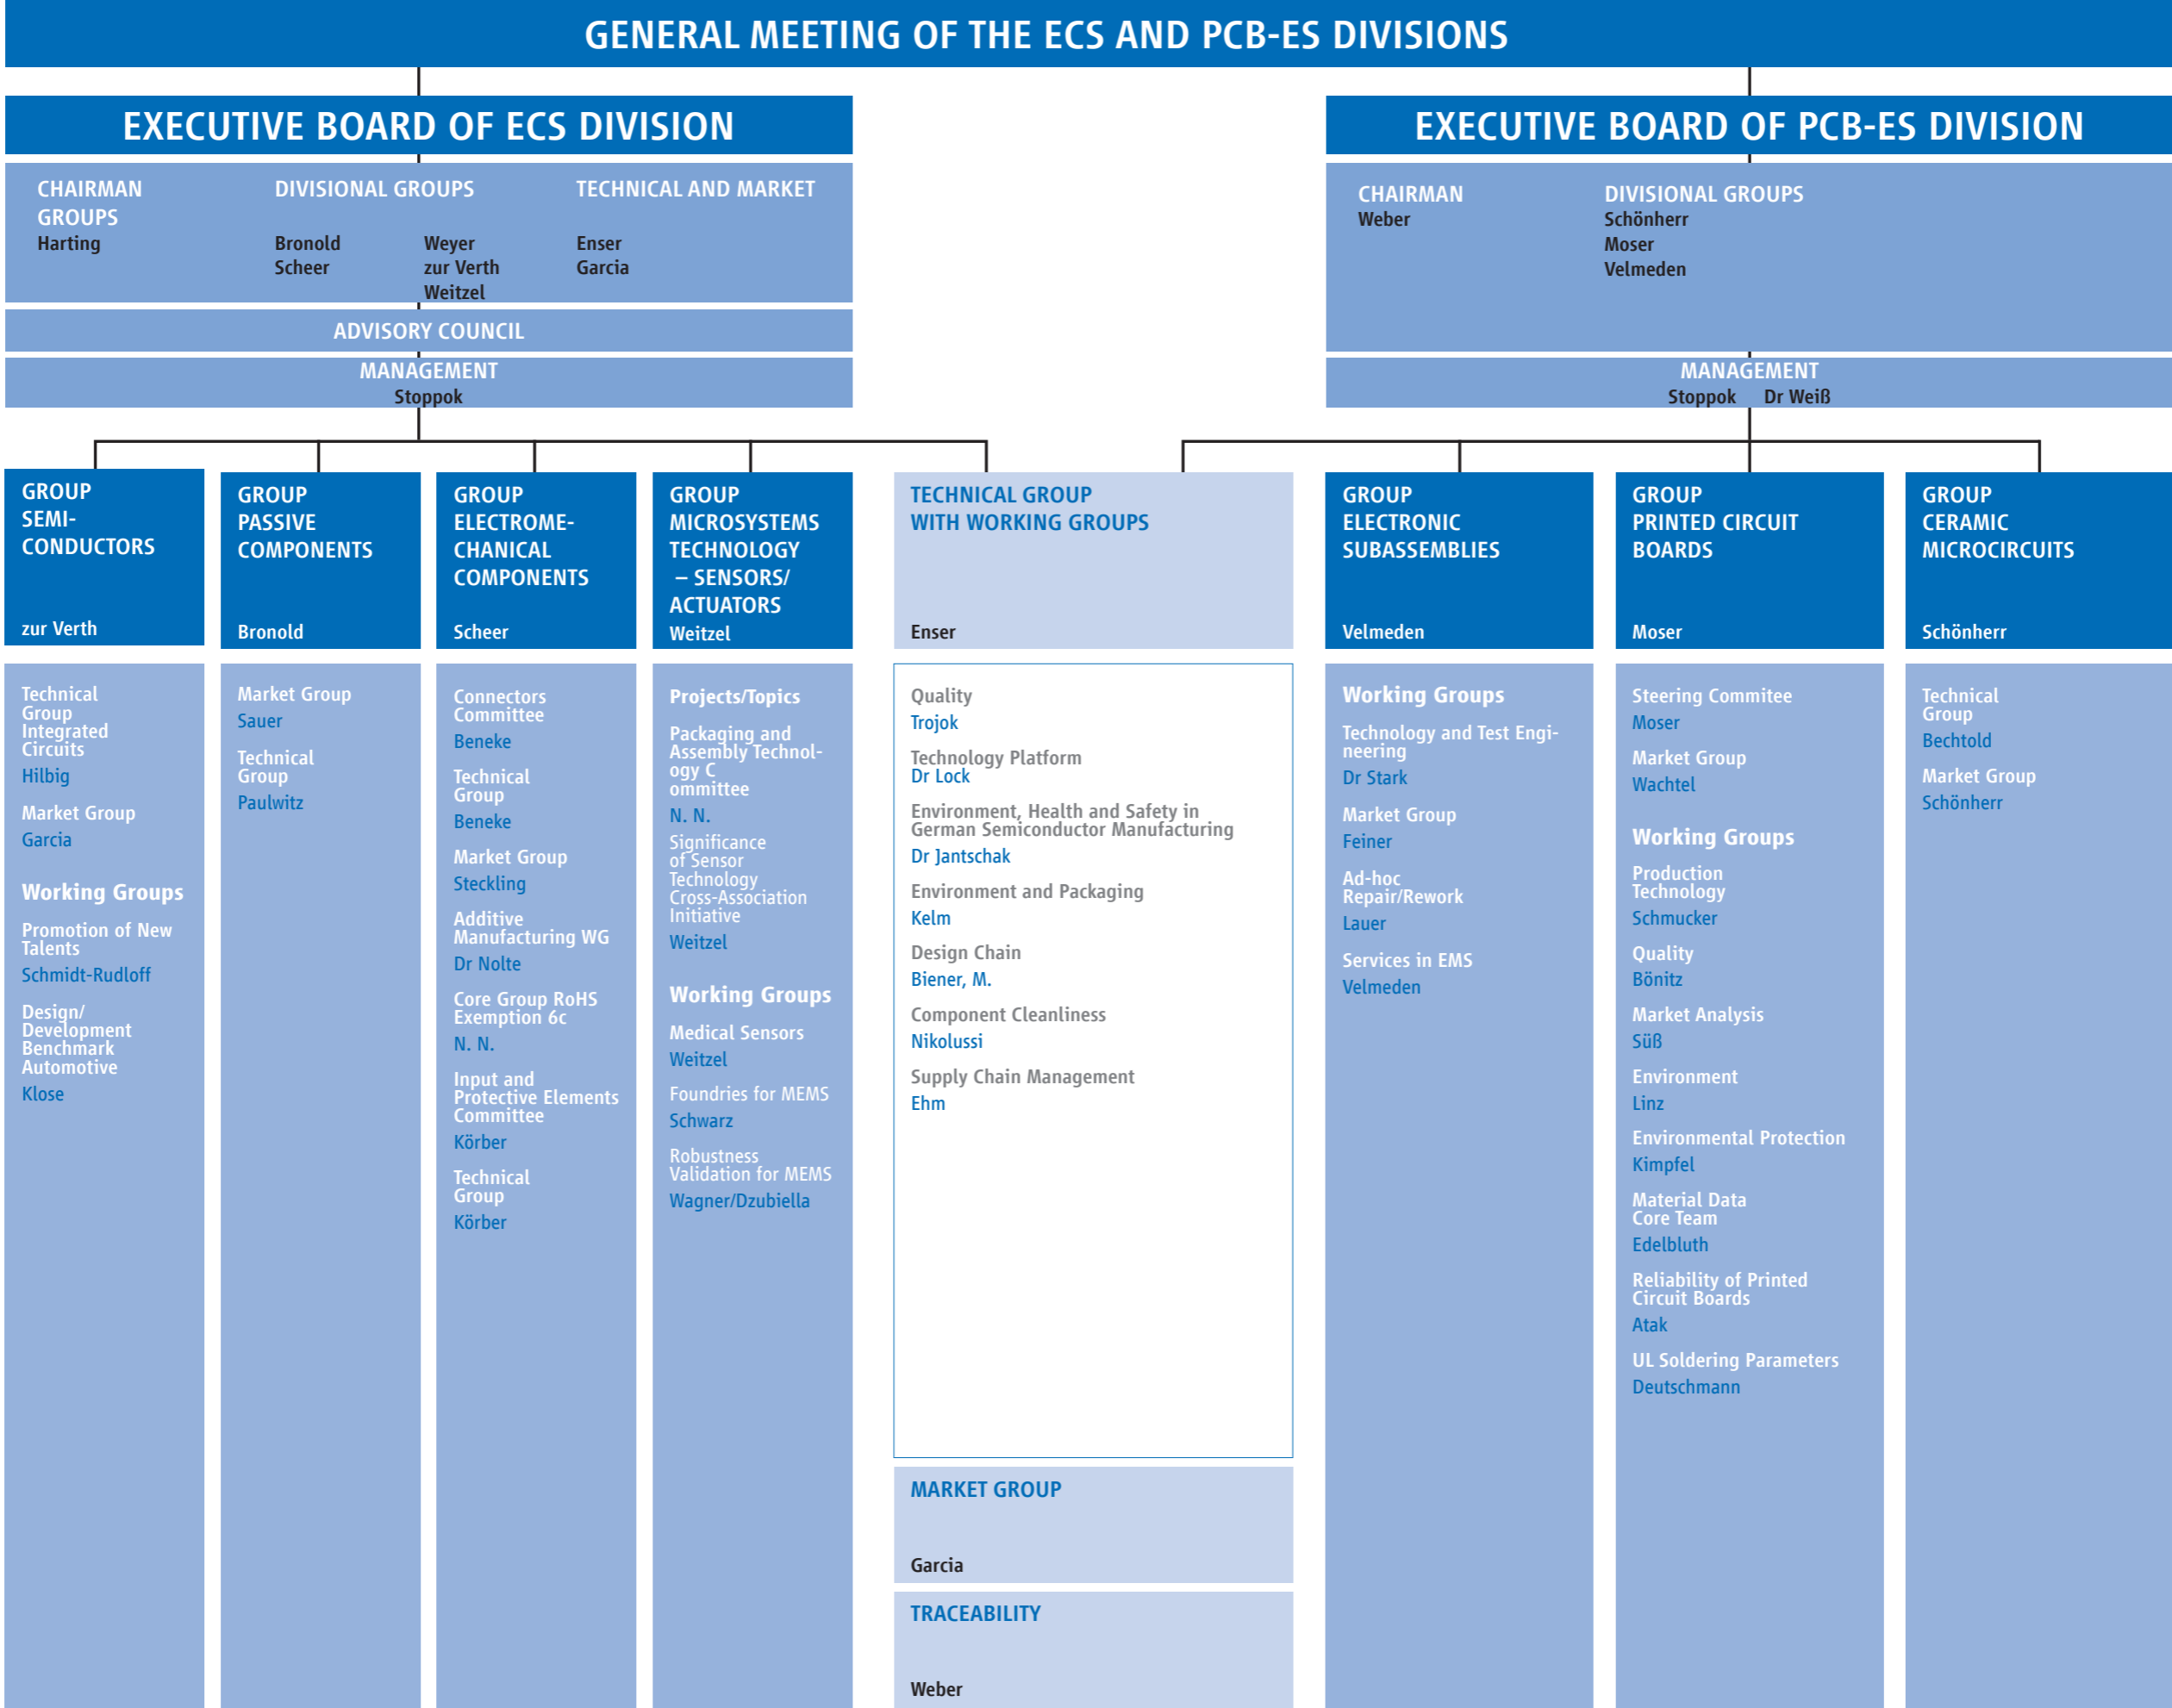 GENERAL MEETING OF THE ECS AND PCB-ES DIVISIONS
EXECUTIVE BOARD OF ECS DIVISION
CHAIRMAN DIVISIONAL GROUPS TECHNICAL AND MARKET
GROUPS
Harting Bronold Weyer Enser
Scheer zur Verth Garcia
Weitzel
ADVISORY COUNCIL
MANAGEMENT
Stoppok
EXECUTIVE BOARD OF PCB-ES DIVISION
CHAIRMAN DIVISIONAL GROUPS
Weber Schönherr
Moser
Velmeden
MANAGEMENT
Stoppok Dr Weiß
GROUP
SEMI-
CONDUCTORS
zur Verth
Technical
Group
Integrated
Circuits
Hilbig
Market Group
Garcia
Working Groups
Promotion of New
Talents
Schmidt-Rudloff
Design/
Development
Benchmark
Automotive
Klose
GROUP
PASSIVE
COMPONENTS
Bronold
Market Group
Sauer
Technical
Group
Paulwitz
GROUP
ELECTROME-
CHANICAL
COMPONENTS
Scheer
Connectors
Committee
Beneke
Technical
Group
Beneke
Market Group
Steckling
Additive
Manufacturing WG
Dr Nolte
Core Group RoHS
Exemption 6c
N. N.
Input and
Protective Elements
Committee
Körber
Technical
Group
Körber
GROUP
MICROSYSTEMS
TECHNOLOGY
– SENSORS/
ACTUATORS
Weitzel
Projects/Topics
Packaging and
Assembly Technol-
ogy C
ommittee
N. N.
Significance
of Sensor
Technology
Cross-Association
Initiative
Weitzel
Working Groups
Medical Sensors
Weitzel
Foundries for MEMS
Schwarz
Robustness
Validation for MEMS
Wagner/Dzubiella
TECHNICAL GROUP
WITH WORKING GROUPS
Enser
Quality
Trojok
Technology Platform
Dr Lock
Environment, Health and Safety in
German Semiconductor Manufacturing
Dr Jantschak
Environment and Packaging
Kelm
Design Chain
Biener, M.
Component Cleanliness
Nikolussi
Supply Chain Management
Ehm
MARKET GROUP
Garcia
TRACEABILITY
Weber
GROUP
ELECTRONIC
SUBASSEMBLIES
Velmeden
Working Groups
Technology and Test Engi-
neering
Dr Stark
Market Group
Feiner
Ad-hoc
Repair/Rework
Lauer
Services in EMS
Velmeden
GROUP
PRINTED CIRCUIT
BOARDS
Moser
Steering Commitee
Moser
Market Group
Wachtel
Working Groups
Production
Technology
Schmucker
Quality
Bönitz
Market Analysis
Süß
Environment
Linz
Environmental Protection
Kimpfel
Material Data
Core Team
Edelbluth
Reliability of Printed
Circuit Boards
Atak
UL Soldering Parameters
Deutschmann
GROUP
CERAMIC
MICROCIRCUITS
Schönherr
Technical
Group
Bechtold
Market Group
Schönherr